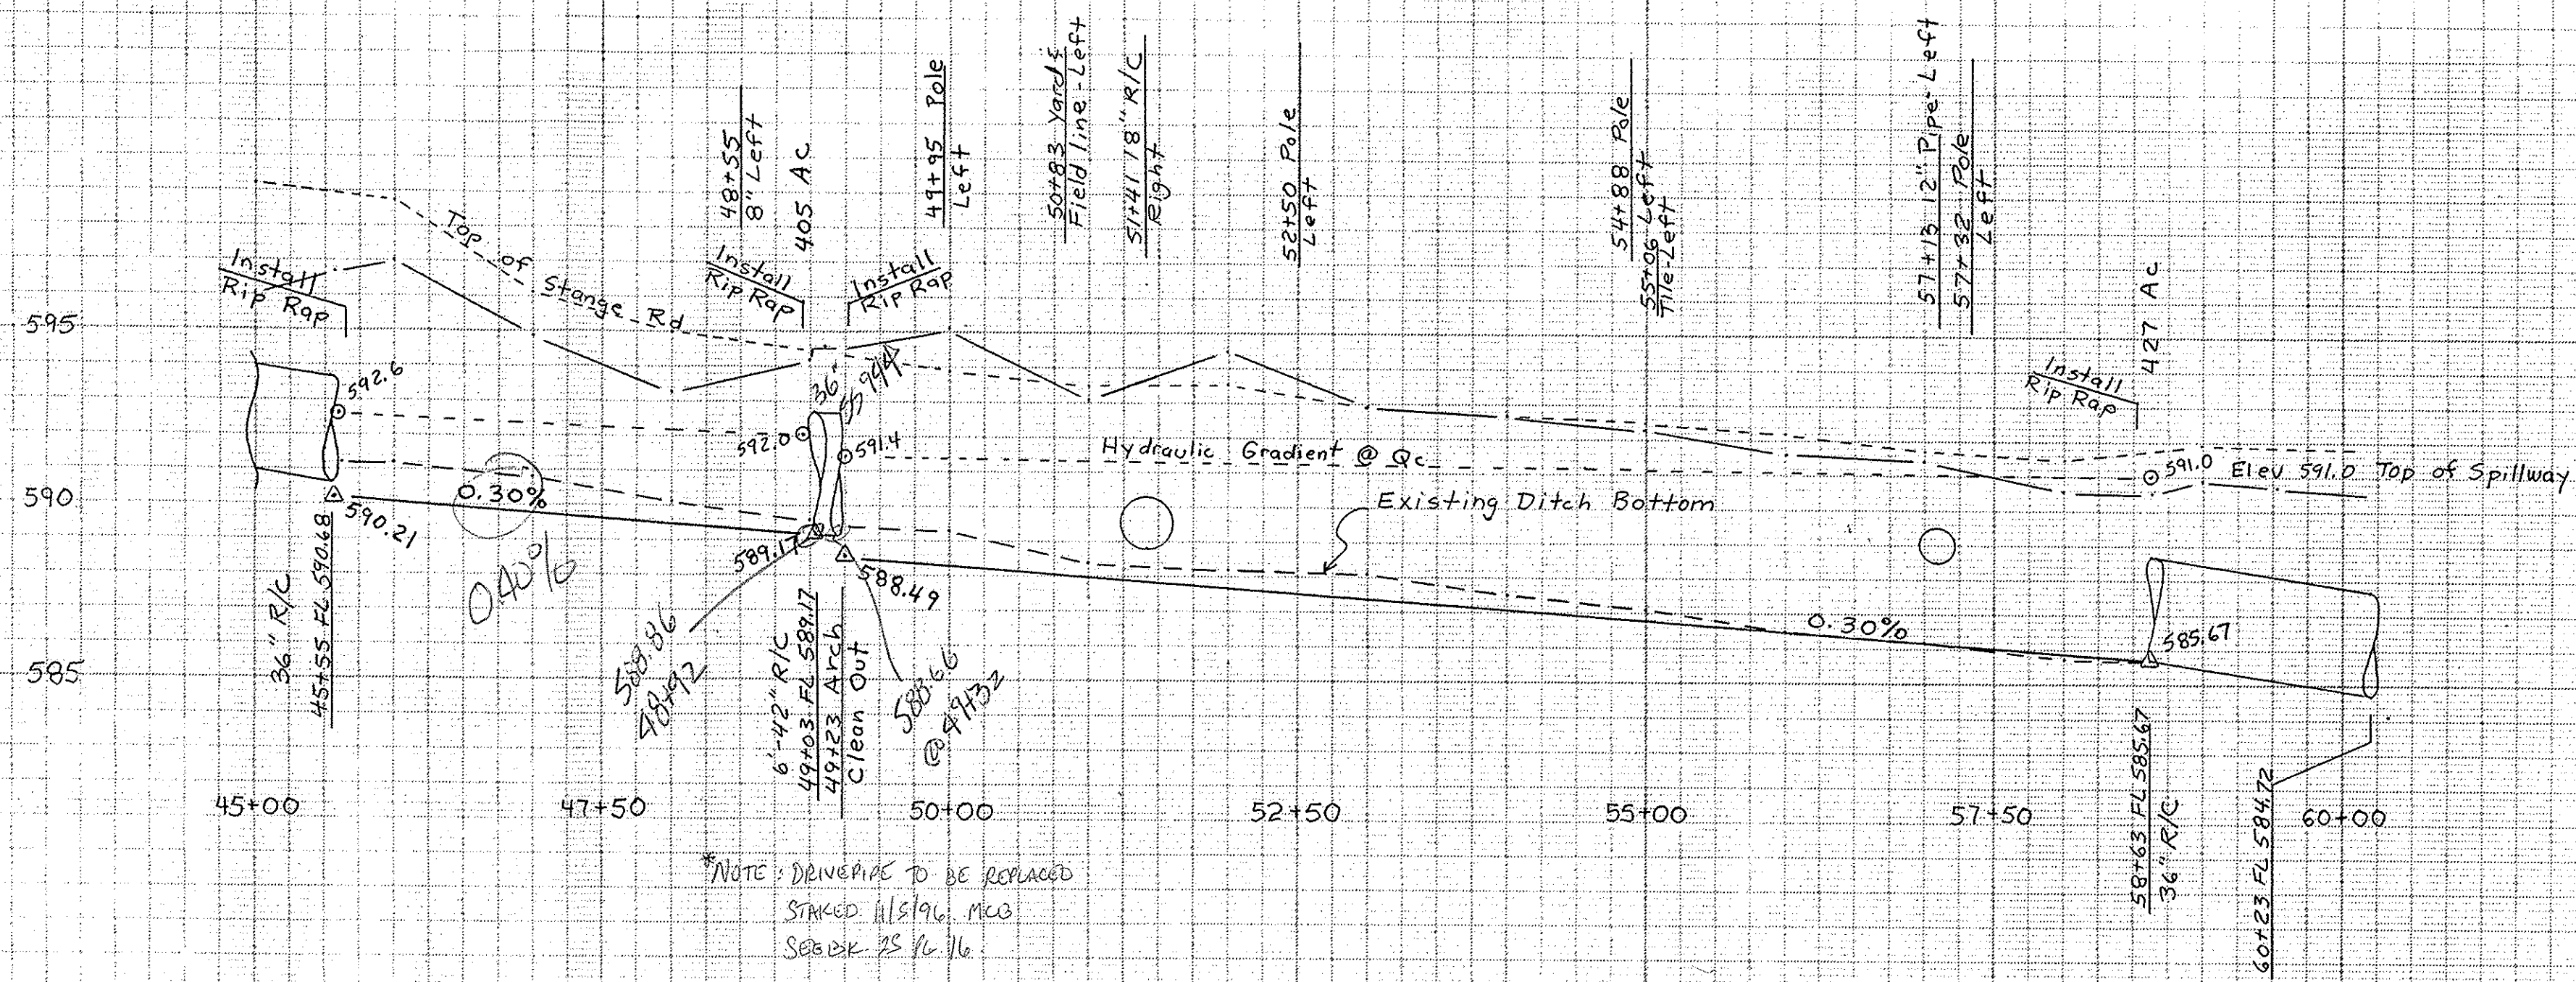 48+55
8" Left
405 Ac
49+95 Pole
Left
50+83 Yard &
Field line-Left
51+41 18" R/C
Right
52+50 Pole
Left
54+88 Pole
55+06 Left
Tile-Left
57+13 12" Pipe-Left
57+32 Pole
Left
427 Ac
Top of Stange Rd
Install
Rip Rap
Install
Rip Rap
Install
Rip Rap
Install
Rip Rap
595
592.6
36"
592.0
591.4
Hydraulic Gradient @ Qc
591.0 Elev 591.0 Top of Spillway
590
0.30%
590.21
Existing Ditch Bottom
0.40%
589.17
588.49
0.30%
585.67
585
36" R/C
45+55 FL 590.68
588.86
48+92
6'-42" R/C
49+03 FL 589.17
49+23 Arch
Clean Out
588.66
@ 49+32
58+63 FL 585.67
36" R/C
60+23 FL 584.72
45+00
47+50
50+00
52+50
55+00
57+50
60+00
*NOTE: DRIVEPIPE TO BE REPLACED
STAKED 11/5/96 MCB
SEE BK 25 PG 16